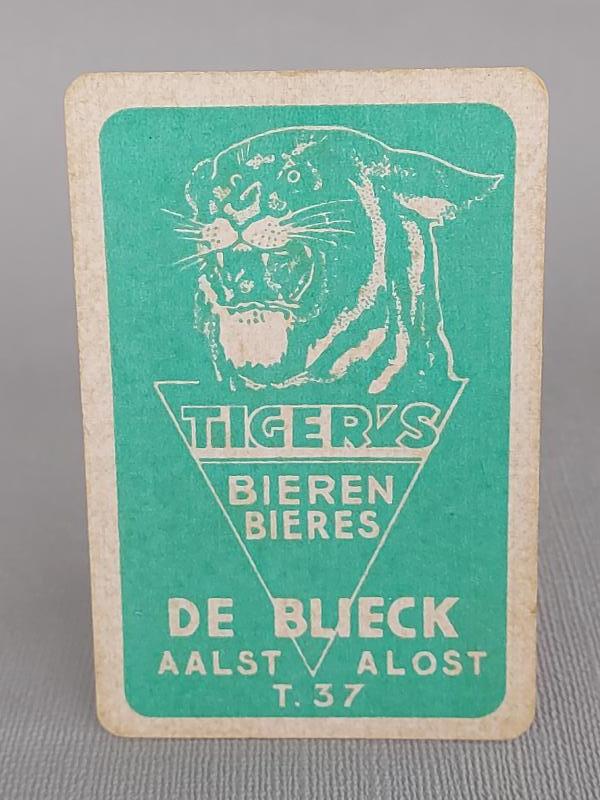 TIGER'S
BIEREN
BIERES
DE BLIECK
AALST ALOST
T. 37